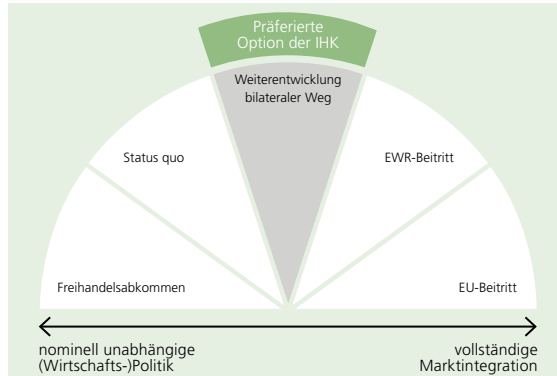 Präferierte
Option der IHK
Weiterentwicklung
bilateraler Weg
Status quo
EWR-Beitritt
Freihandelsabkommen
EU-Beitritt
nominell unabhängige
(Wirtschafts-)Politik
vollständige
Marktintegration